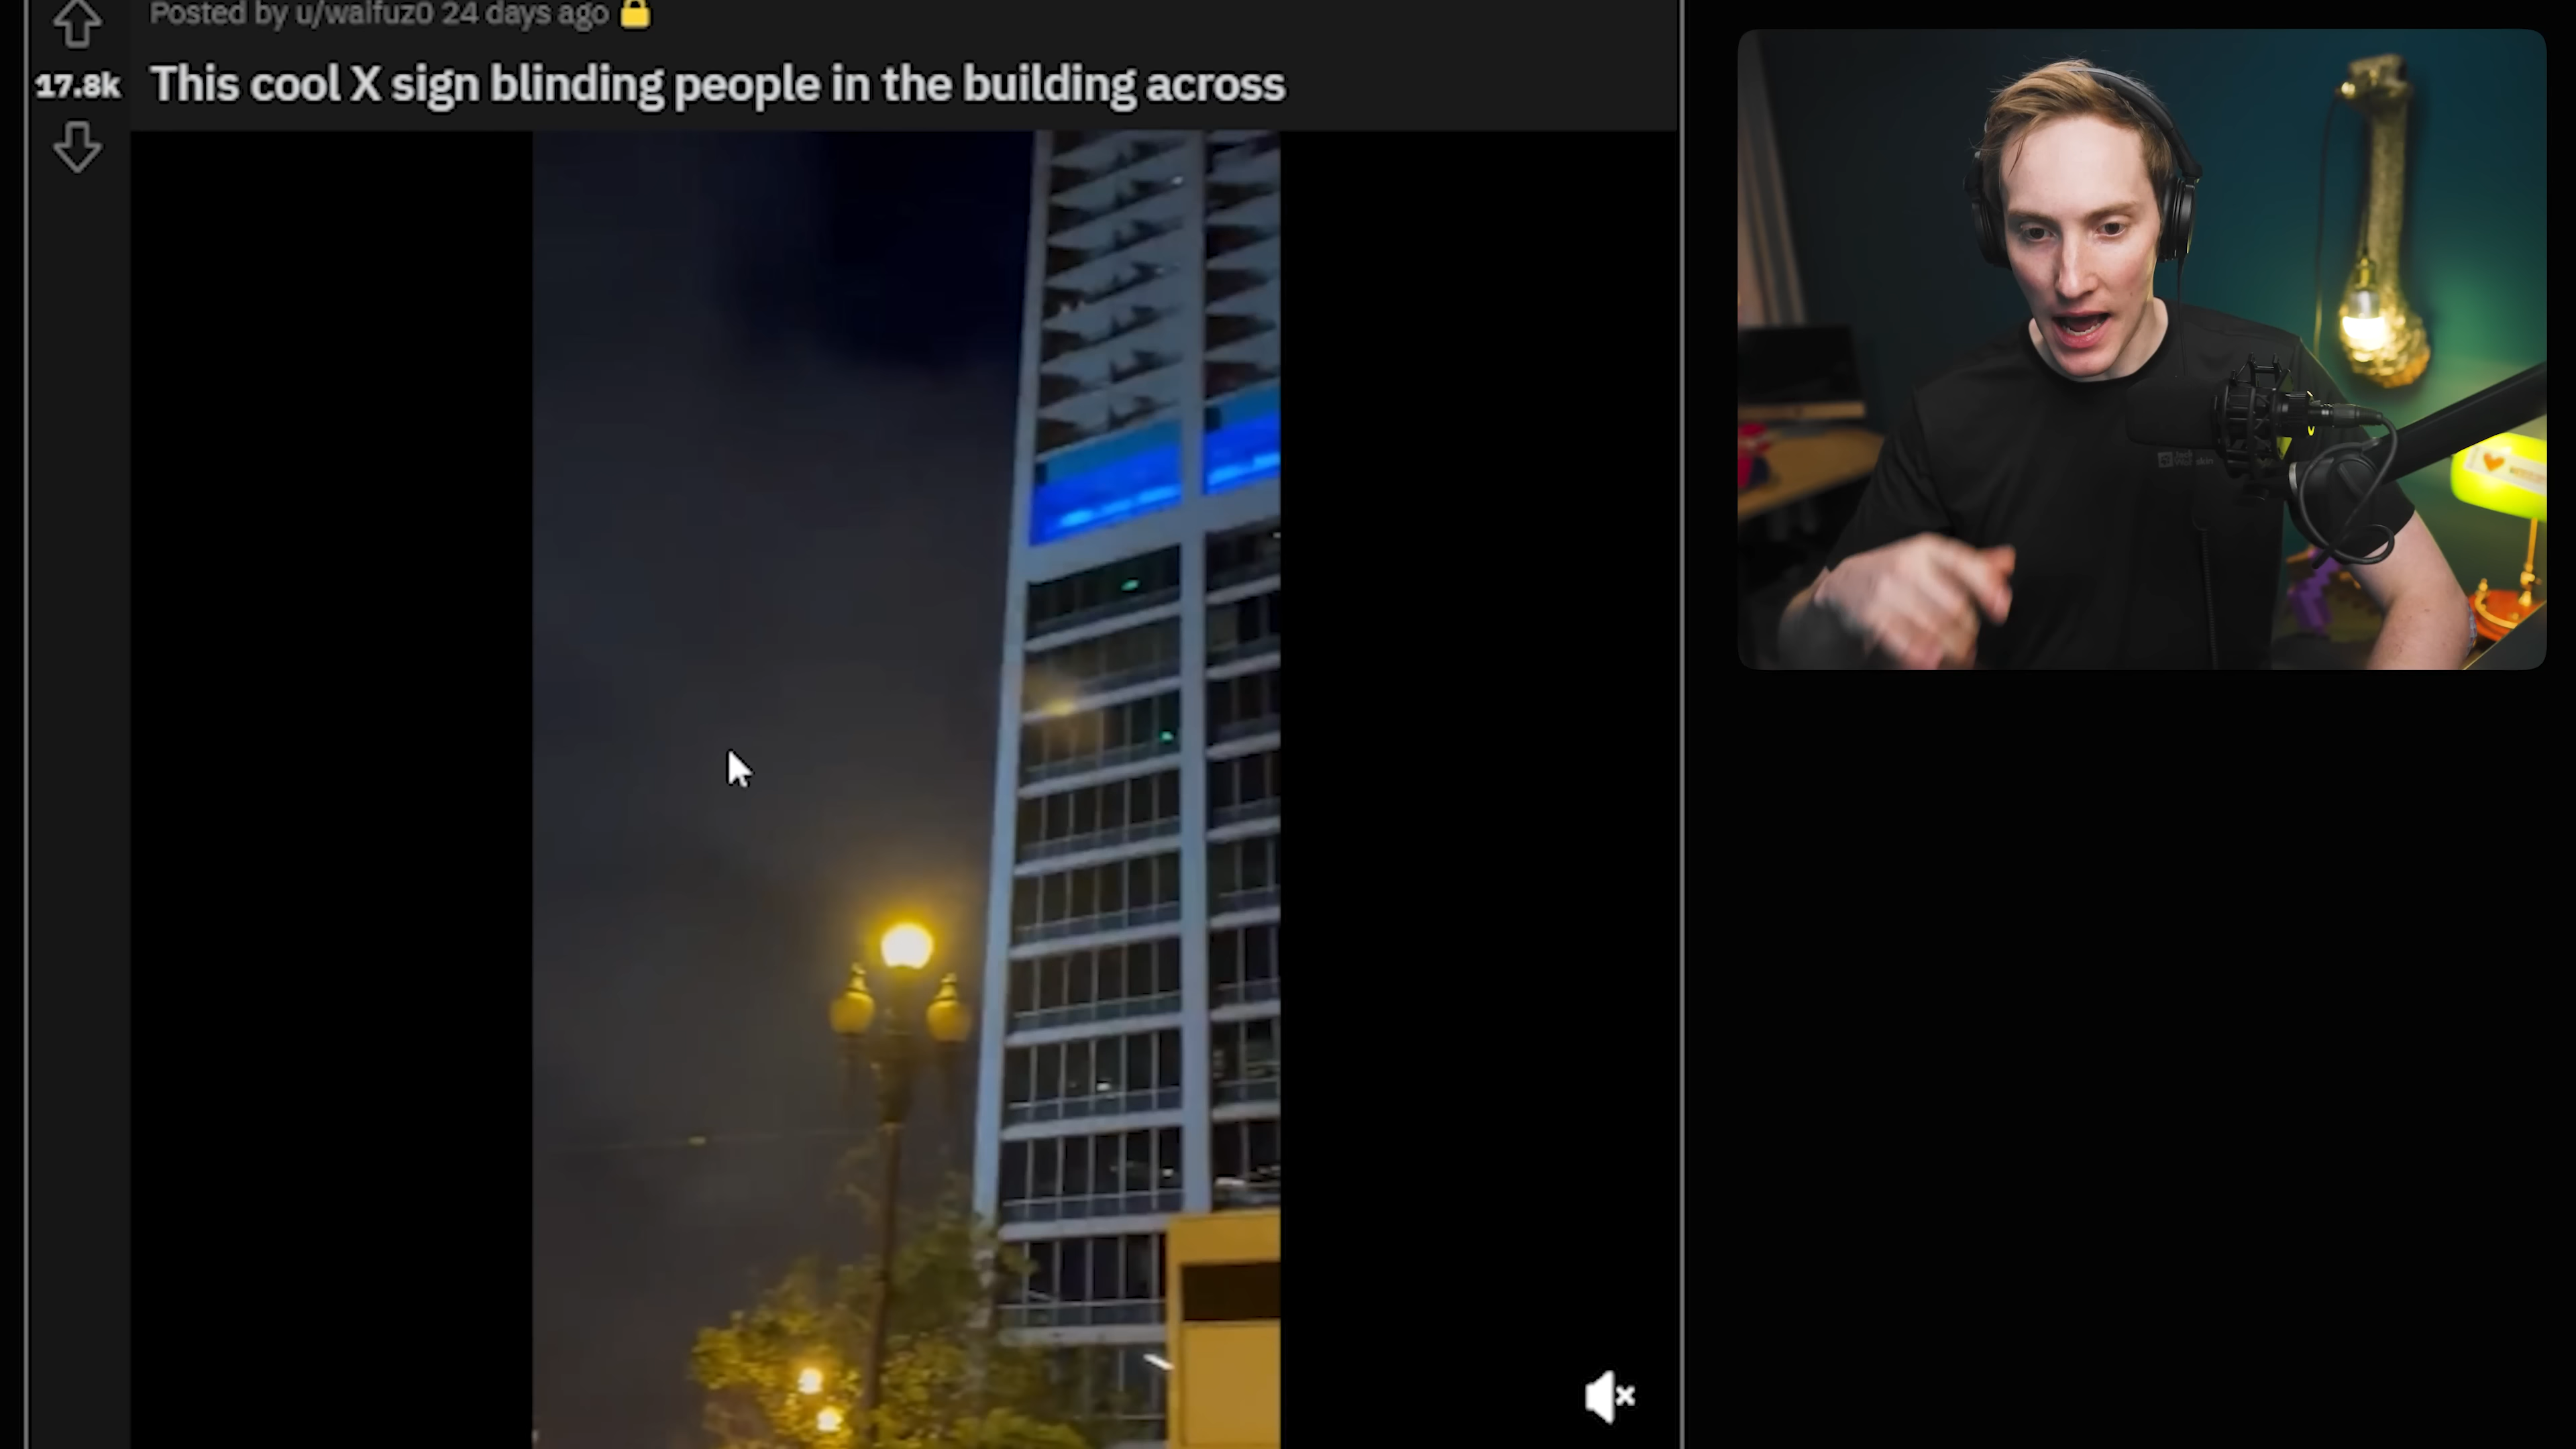 Posted by u/walfuz0 24 days ago
17.8k
This cool X sign blinding people in the building across